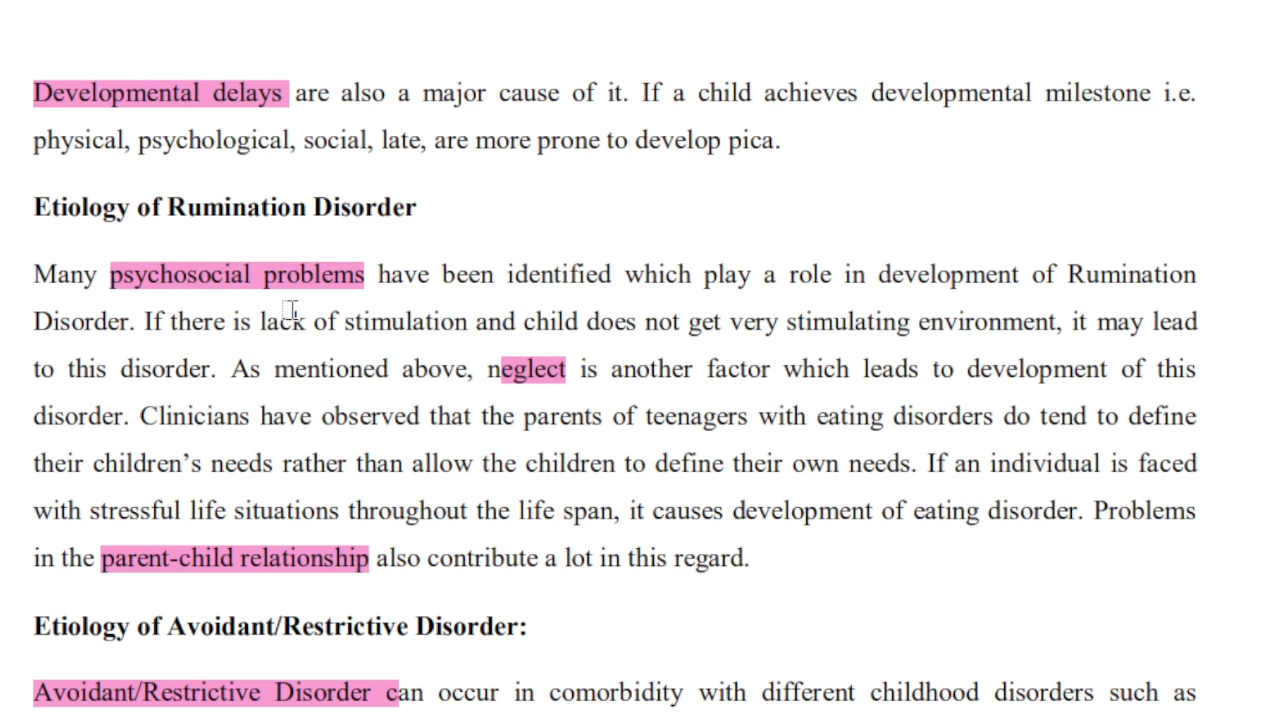 Developmental delays are also a major cause of it. If a child achieves developmental milestone i.e.
physical, psychological, social, late, are more prone to develop pica.
Etiology of Rumination Disorder
Many psychosocial problems have been identified which play a role in development of Rumination
Disorder. If there is lack of stimulation and child does not get very stimulating environment, it may lead
to this disorder. As mentioned above, neglect is another factor which leads to development of this
disorder. Clinicians have observed that the parents of teenagers with eating disorders do tend to define
their children’s needs rather than allow the children to define their own needs. If an individual is faced
with stressful life situations throughout the life span, it causes development of eating disorder. Problems
in the parent-child relationship also contribute a lot in this regard.
Etiology of Avoidant/Restrictive Disorder:
Avoidant/Restrictive Disorder can occur in comorbidity with different childhood disorders such as